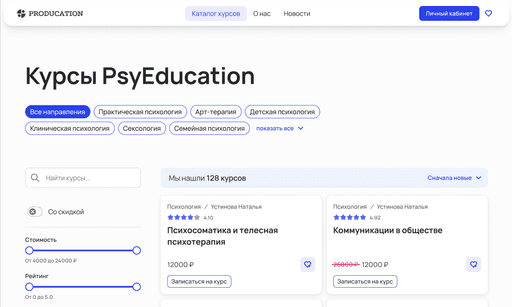 PRODUCATION
Каталог курсов
О нас
Новости
Личный кабинет
Курсы PsyEducation
Все направления
Практическая психология
Арт-терапия
Детская психология
Клиническая психология
Сексология
Семейная психология
показать все
Найти курсы...
Мы нашли 128 курсов
Сначала новые
Со скидкой
Стоимость
От 4000 до 24000 ₽
Рейтинг
От 0 до 5.0
Психология / Устинова Наталья
4.10
Психосоматика и телесная
психотерапия
12000 ₽
Записаться на курс
Психология / Устинова Наталья
4.92
Коммуникации в обществе
25000 ₽ 12000 ₽
Записаться на курс